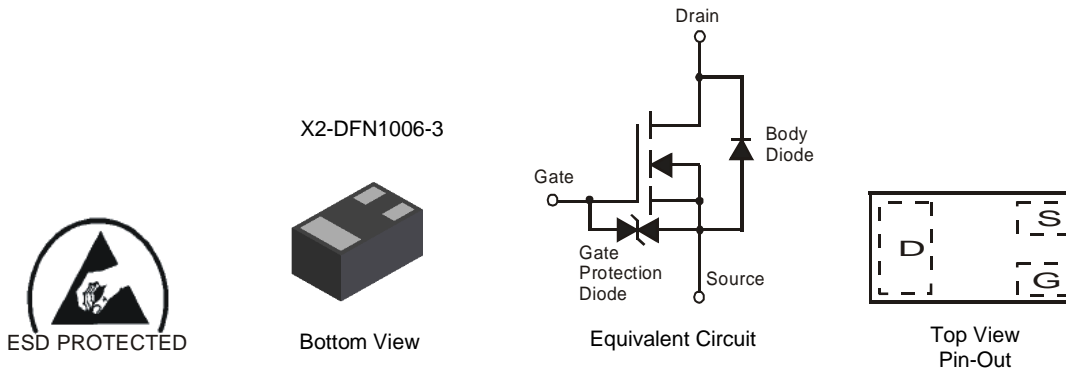 ESD PROTECTED
X2-DFN1006-3
Bottom View
Drain
Body
Diode
Gate
Gate
Protection
Diode
Source
Equivalent Circuit
D
S
G
Top View
Pin-Out